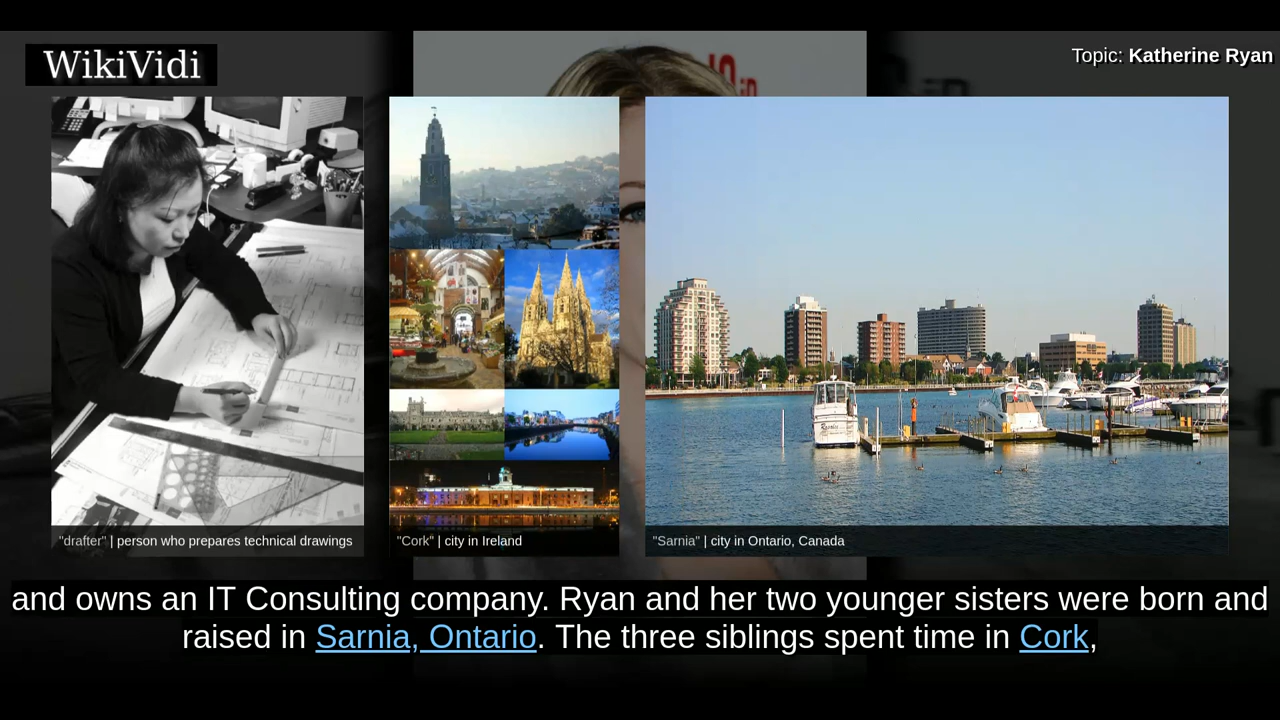 WikiVidi
Topic: Katherine Ryan
"drafter" | person who prepares technical drawings
"Cork" | city in Ireland
"Sarnia" | city in Ontario, Canada
and owns an IT Consulting company. Ryan and her two younger sisters were born and
raised in Sarnia, Ontario. The three siblings spent time in Cork,